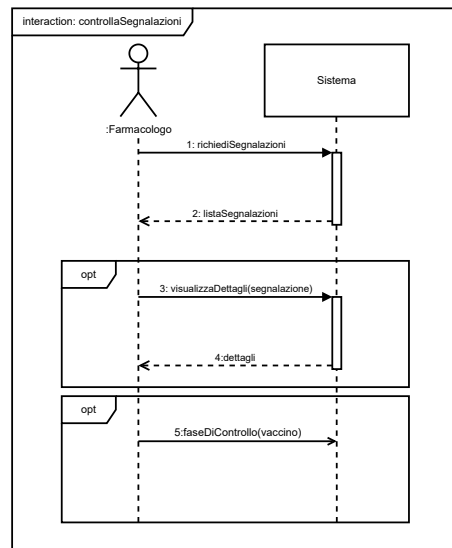 interaction: controllaSegnalazioni
Sistema
:Farmacologo
1: richiediSegnalazioni
2: listaSegnalazioni
opt
3: visualizzaDettagli(segnalazione)
4:dettagli
opt
5:faseDiControllo(vaccino)